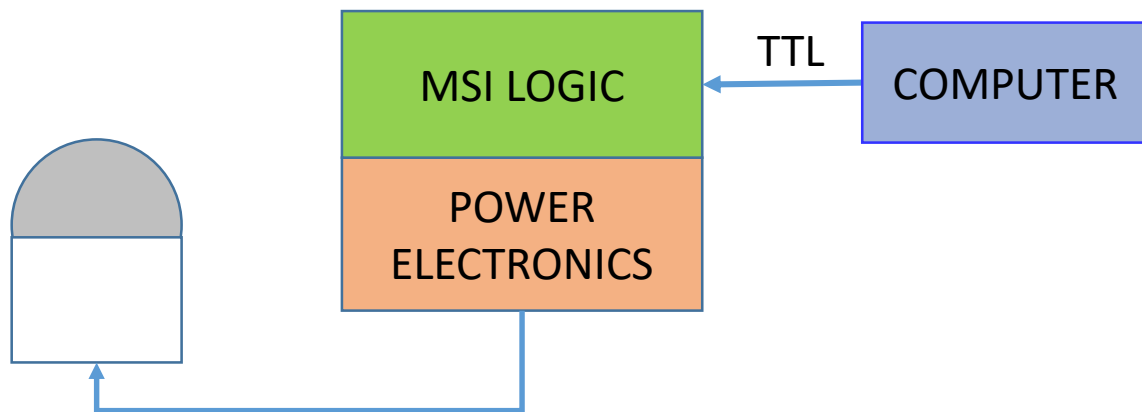 MSI LOGIC
TTL
COMPUTER
POWER
ELECTRONICS